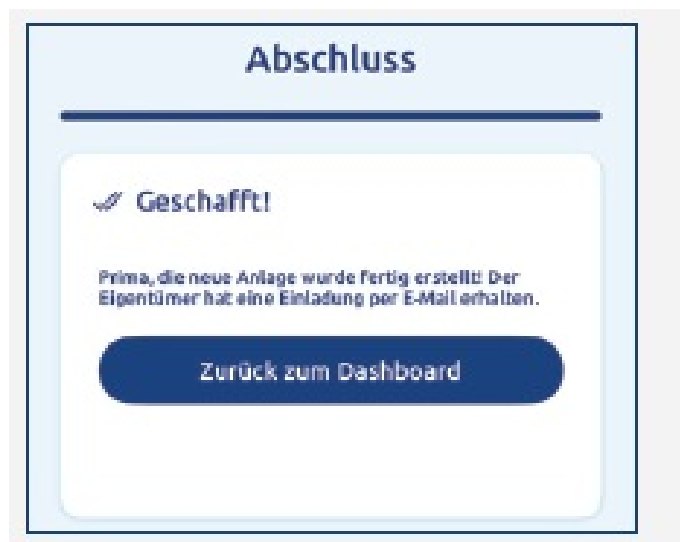 Abschluss
Geschafft!
Prima, die neue Anlage wurde fertig erstellt! Der
Eigentümer hat eine Einladung per E-Mail erhalten.
Zurück zum Dashboard